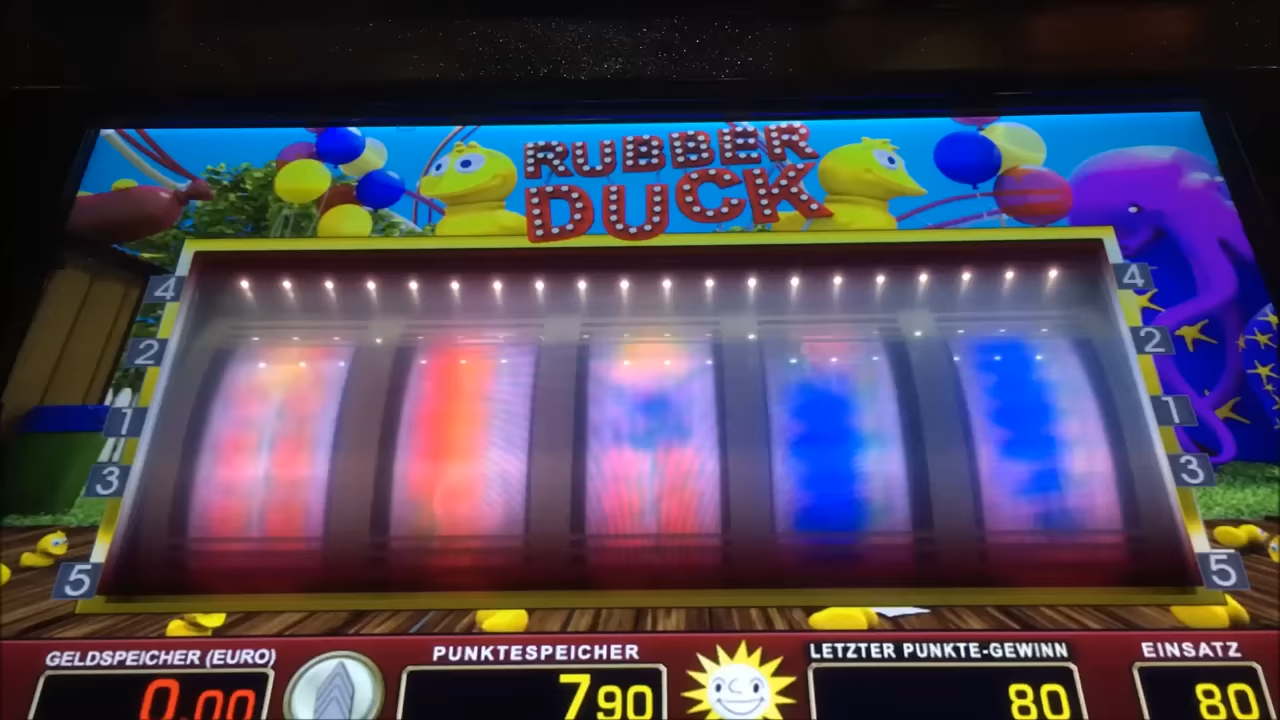 RUBBER
DUCK
4 4
2 2
1 1
3 3
5 5
GELDSPEICHER (EURO) PUNKTESPEICHER LETZTER PUNKTE-GEWINN EINSATZ
0.00 790 80 80